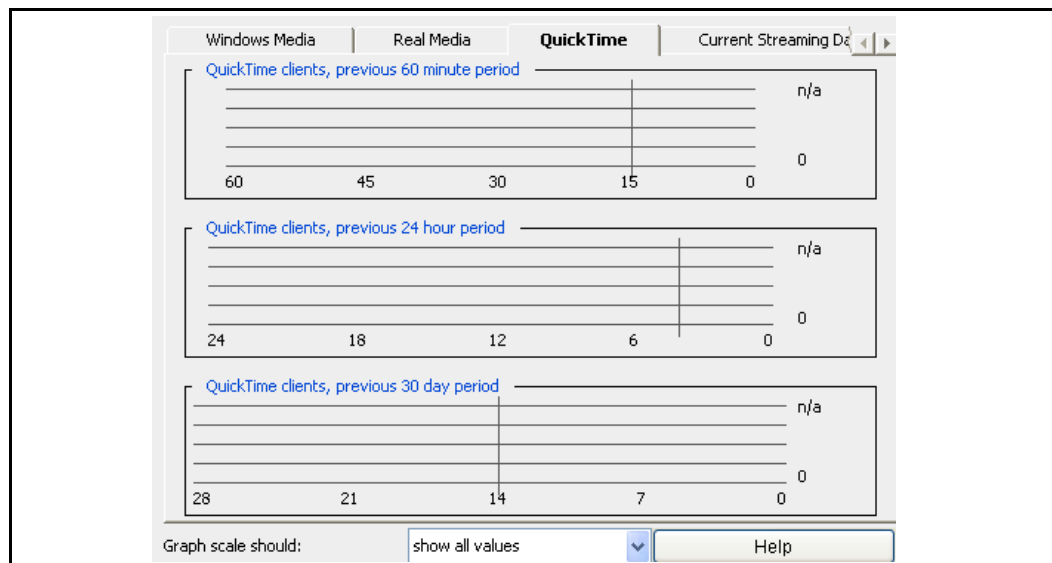 Windows Media Real Media QuickTime Current Streaming Da
QuickTime clients, previous 60 minute period
n/a
0
60 45 30 15 0
QuickTime clients, previous 24 hour period
n/a
0
24 18 12 6 0
QuickTime clients, previous 30 day period
n/a
0
28 21 14 7 0
Graph scale should: show all values Help